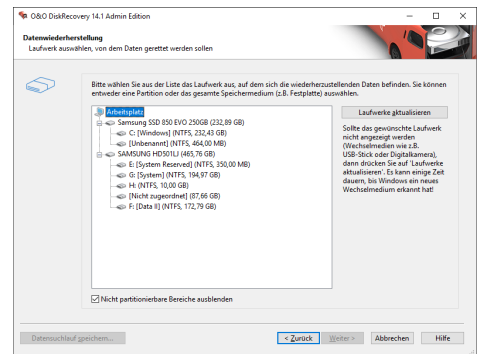 O&O DiskRecovery 14.1 Admin Edition
Datenwiederherstellung
Laufwerk auswählen, von dem Daten gerettet werden sollen
Bitte wählen Sie aus der Liste das Laufwerk aus, auf dem sich die wiederherzustellenden Daten befinden. Sie können
entweder eine Partition oder das gesamte Speichermedium (z.B. Festplatte) auswählen.
Arbeitsplatz
Samsung SSD 850 EVO 250GB (232,89 GB)
C: [Windows] (NTFS, 232,43 GB)
[Unbenannt] (NTFS, 464,00 MB)
SAMSUNG HD501LJ (465,76 GB)
E: [System Reserved] (NTFS, 350,00 MB)
G: [System] (NTFS, 194,97 GB)
H: (NTFS, 10,00 GB)
[Nicht zugeordnet] (87,66 GB)
F: [Data II] (NTFS, 172,79 GB)
Laufwerke aktualisieren
Sollte das gewünschte Laufwerk
nicht angezeigt werden
(Wechselmedien wie z.B.
USB-Stick oder Digitalkamera),
dann drücken Sie auf 'Laufwerke
aktualisieren'. Es kann einige Zeit
dauern, bis Windows ein neues
Wechselmedium erkannt hat!
Nicht partitionierbare Bereiche ausblenden
Datensuchlauf speichern...
< Zurück
Weiter >
Abbrechen
Hilfe